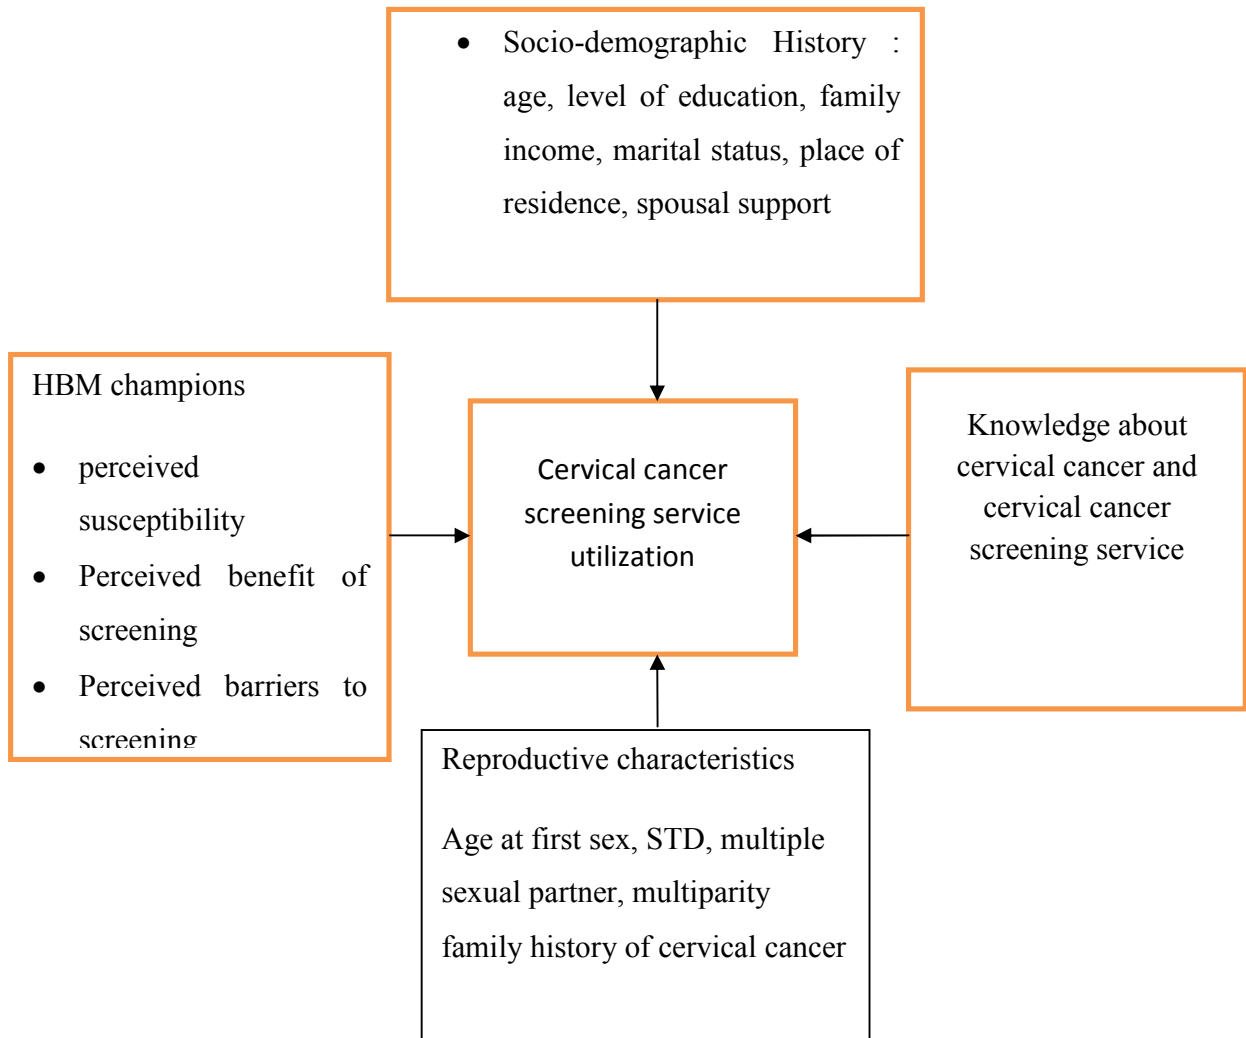 • Socio-demographic History :
age, level of education, family
income, marital status, place of
residence, spousal support
HBM champions
• perceived
susceptibility
• Perceived benefit of
screening
• Perceived barriers to
screening
Cervical cancer
screening service
utilization
Knowledge about
cervical cancer and
cervical cancer
screening service
Reproductive characteristics
Age at first sex, STD, multiple
sexual partner, multiparity
family history of cervical cancer